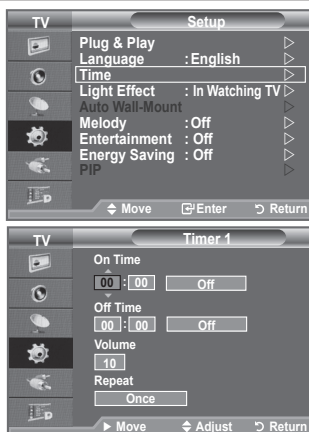 TV Setup
Plug & Play
Language : English
Time
Light Effect : In Watching TV
Auto Wall-Mount
Melody : Off
Entertainment : Off
Energy Saving : Off
PIP
Move Enter Return
TV Timer 1
On Time
00 : 00 Off
Off Time
00 : 00 Off
Volume
10
Repeat
Once
Move Adjust Return